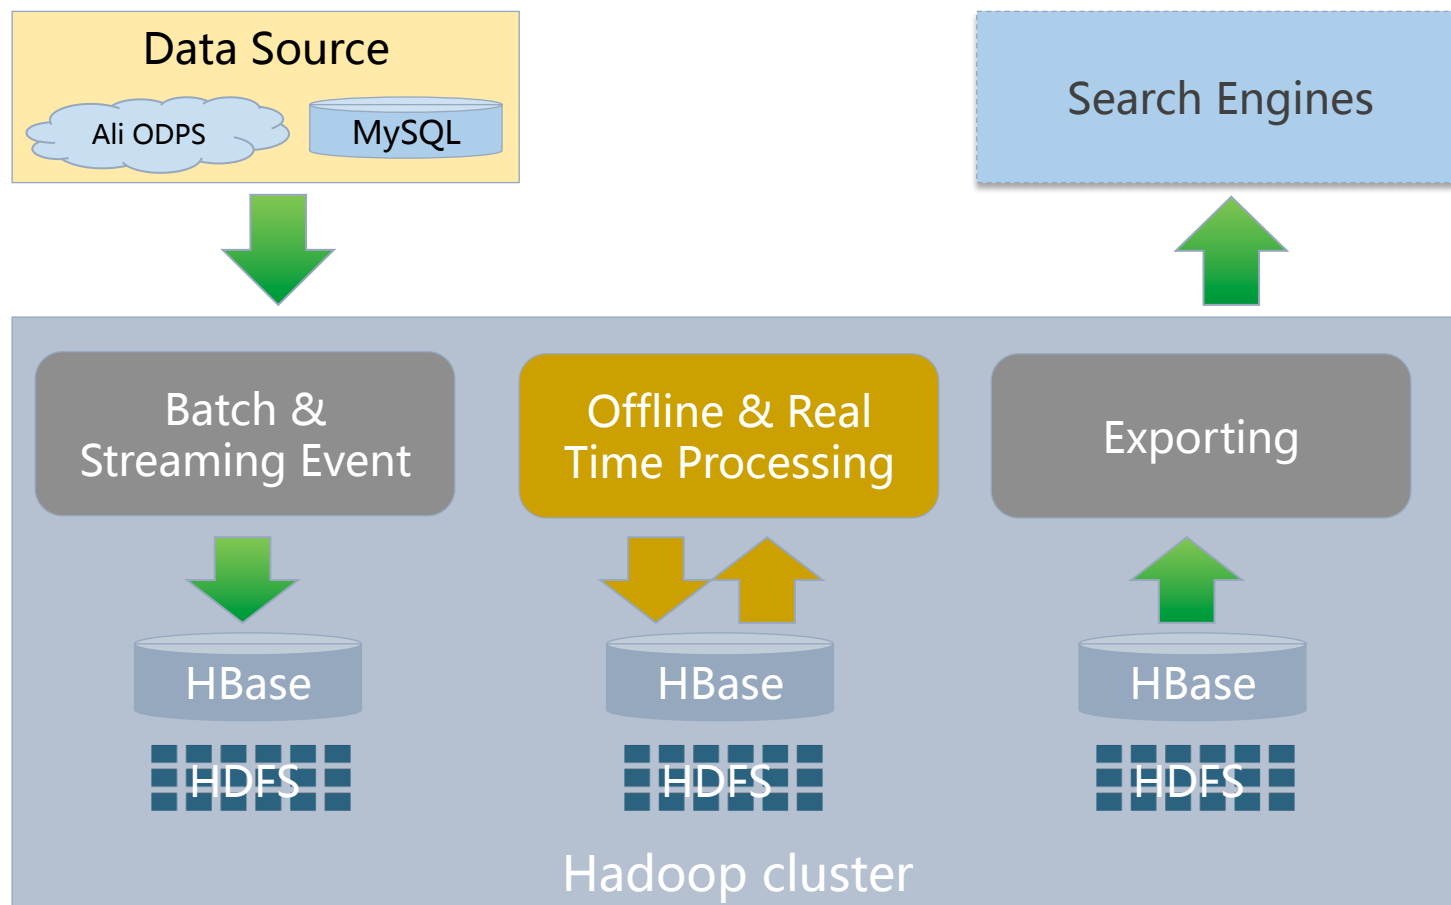 Data Source
Ali ODPS
MySQL
Search Engines
Batch &
Streaming Event
Offline & Real
Time Processing
Exporting
HBase
HBase
HBase
HDFS
HDFS
HDFS
Hadoop cluster